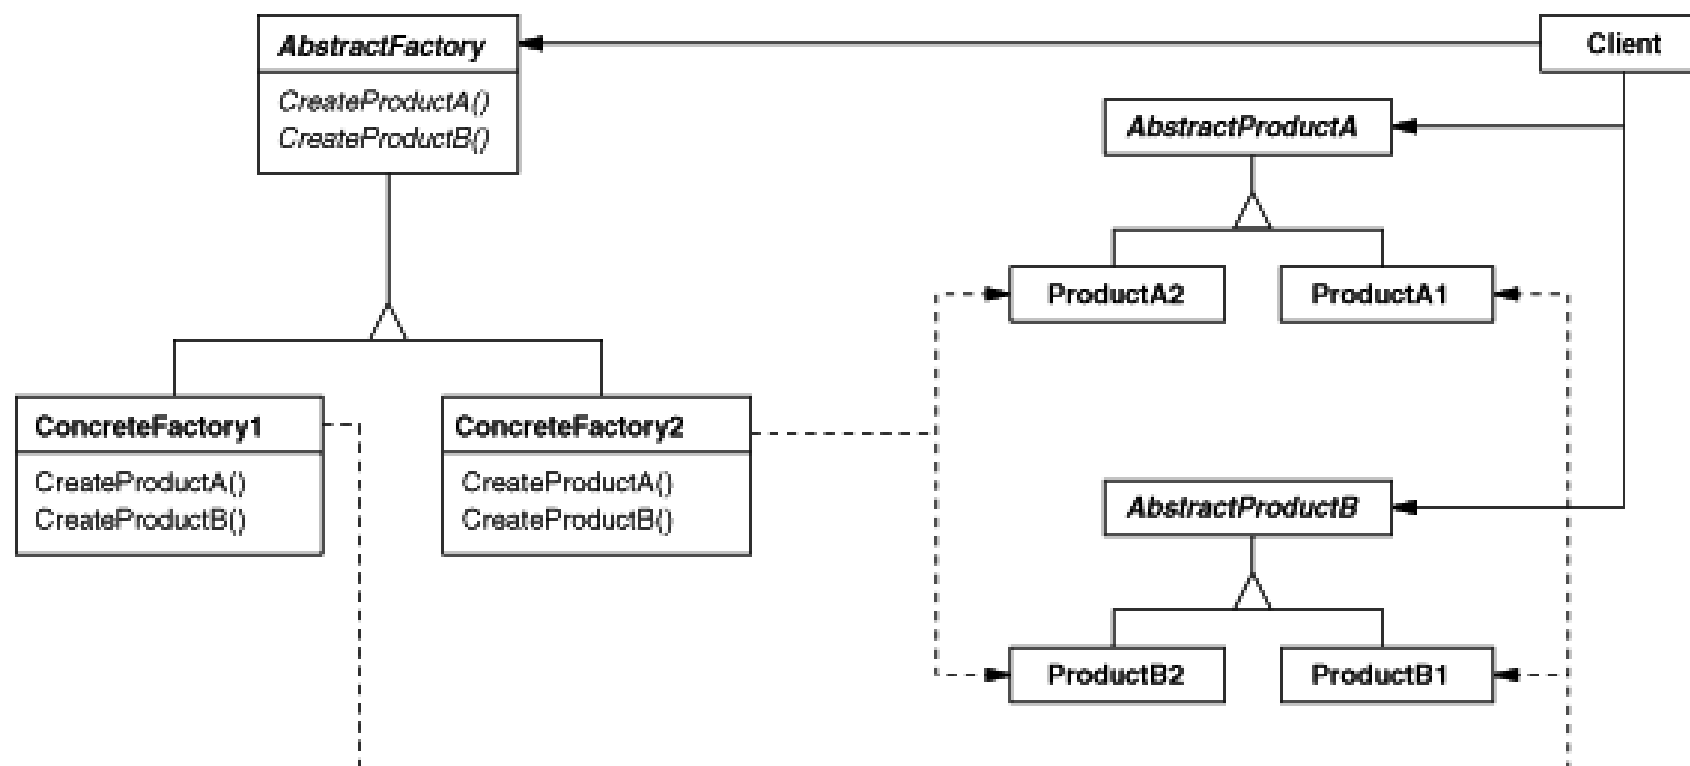 AbstractFactory
CreateProductA()
CreateProductB()
Client
AbstractProductA
ProductA2
ProductA1
ConcreteFactory1
CreateProductA()
CreateProductB()
ConcreteFactory2
CreateProductA()
CreateProductB()
AbstractProductB
ProductB2
ProductB1